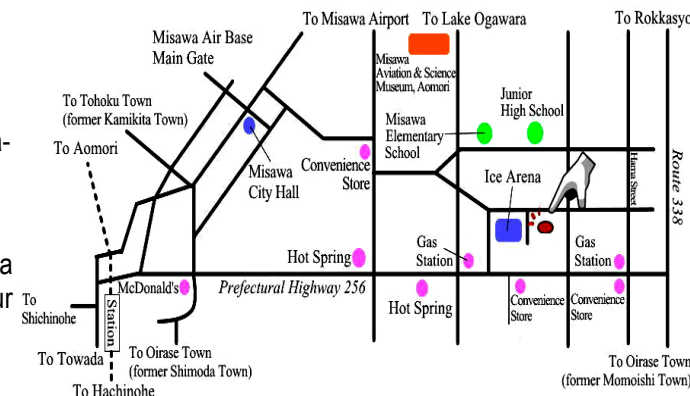 To Misawa Airport
To Lake Ogawara
To Rokkasyo
Misawa Air Base
Main Gate
Misawa
Aviation & Science
Museum, Aomori
To Tohoku Town
(former Kamikita Town)
Junior
High School
Misawa
Elementary
School
To Aomori
Convenience
Store
Misawa
City Hall
Ice Arena
Hama Street
Route 338
Hot Spring
Gas
Station
Gas
Station
McDonald's
Prefectural Highway 256
Hot Spring
Convenience
Store
Convenience
Store
To
Shichinohe
Station
To Towada
To Oirase Town
(former Shimoda Town)
To Oirase Town
(former Momoishi Town)
To Hachinohe